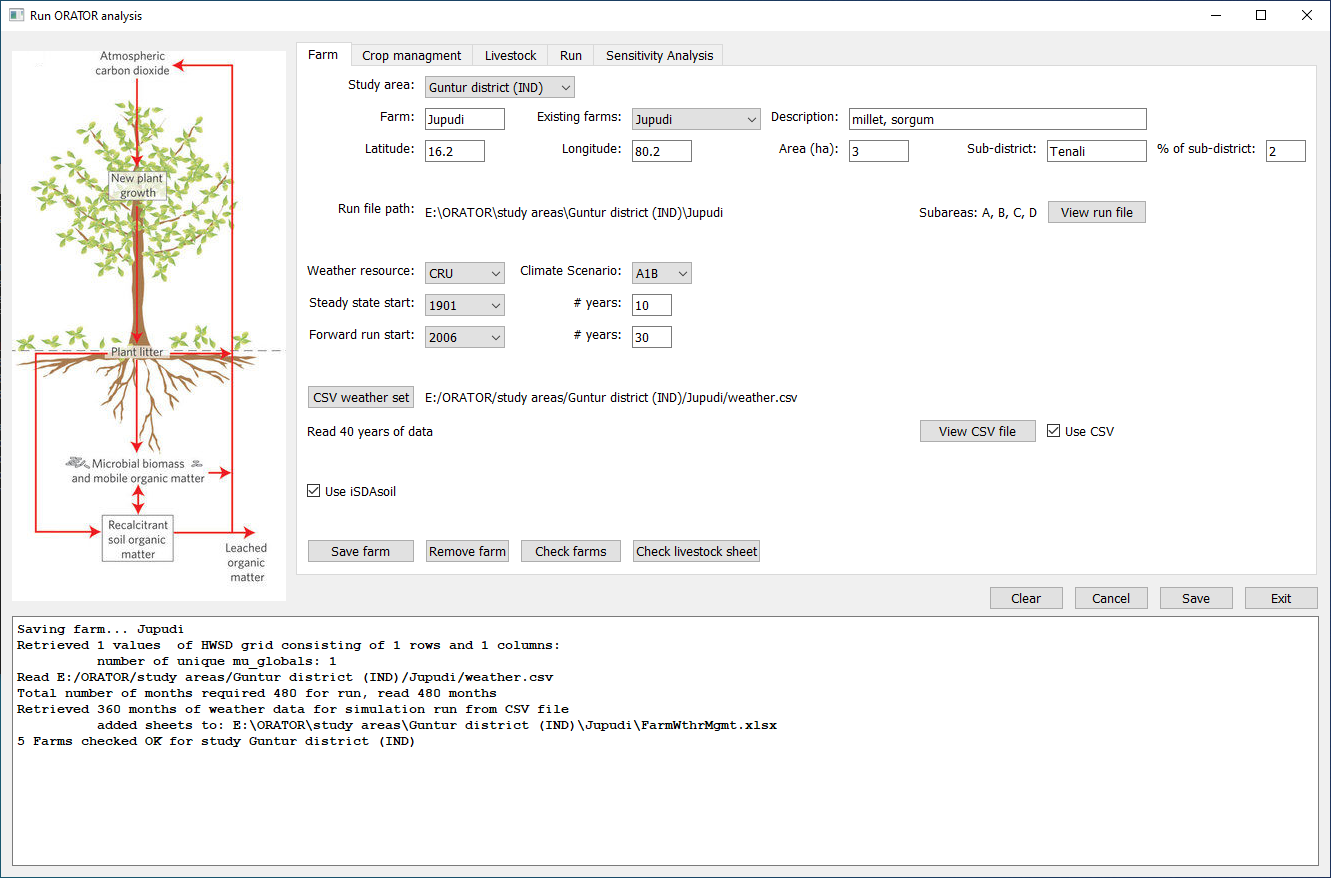 Run ORATOR analysis
Atmospheric
carbon dioxide
New plant
growth
Plant litter
Microbial biomass
and mobile organic matter
Recalcitrant
soil organic
matter
Leached
organic
matter
Farm Crop managment Livestock Run Sensitivity Analysis
Study area: Guntur district (IND)
Farm: Jupudi Existing farms: Jupudi Description: millet, sorgum
Latitude: 16.2 Longitude: 80.2 Area (ha): 3 Sub-district: Tenali % of sub-district: 2
Run file path: E:\ORATOR\study areas\Guntur district (IND)\Jupudi Subareas: A, B, C, D View run file
Weather resource: CRU Climate Scenario: A1B
Steady state start: 1901 # years: 10
Forward run start: 2006 # years: 30
CSV weather set E:/ORATOR/study areas/Guntur district (IND)/Jupudi/weather.csv
Read 40 years of data View CSV file Use CSV
Use iSDAsoil
Save farm Remove farm Check farms Check livestock sheet
Clear Cancel Save Exit
Saving farm... Jupudi
Retrieved 1 values  of HWSD grid consisting of 1 rows and 1 columns:
number of unique mu_globals: 1
Read E:/ORATOR/study areas/Guntur district (IND)/Jupudi/weather.csv
Total number of months required 480 for run, read 480 months
Retrieved 360 months of weather data for simulation run from CSV file
added sheets to: E:\ORATOR\study areas\Guntur district (IND)\Jupudi\FarmWthrMgmt.xlsx
5 Farms checked OK for study Guntur district (IND)